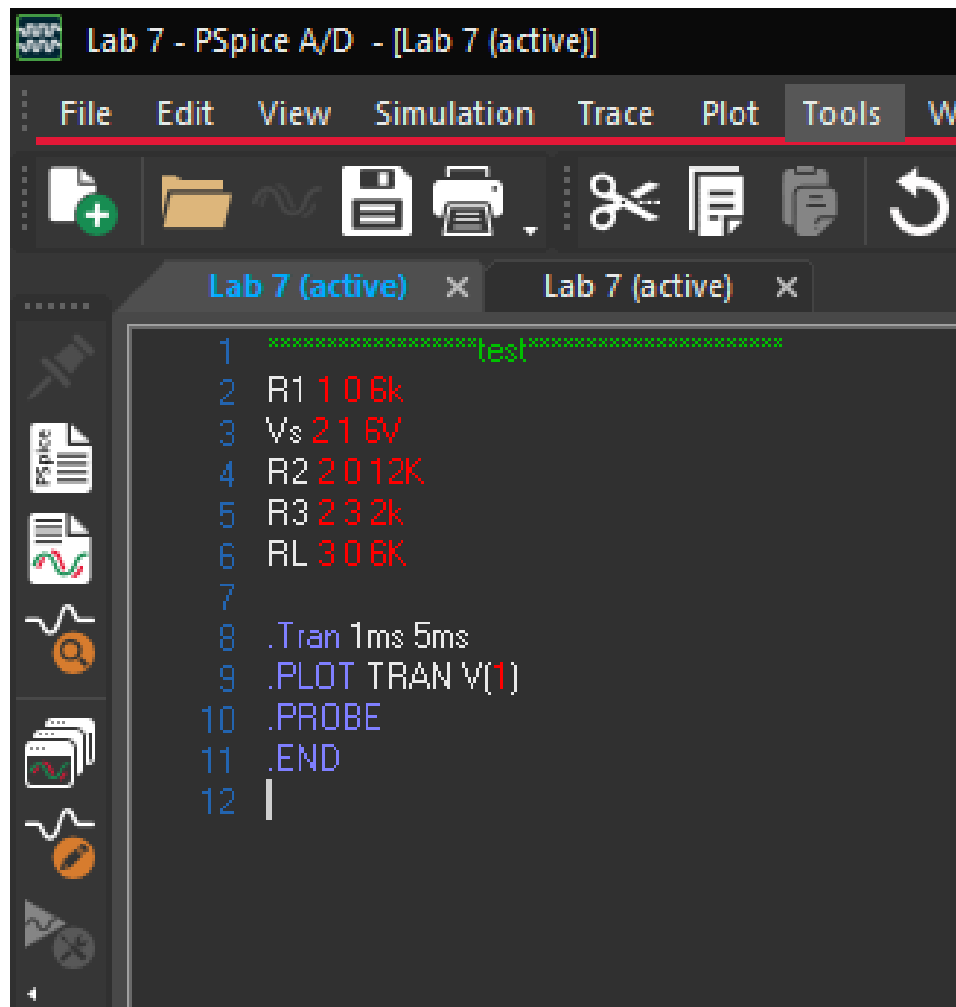 Lab 7 - PSpice A/D - [Lab 7 (active)]
File Edit View Simulation Trace Plot Tools W
Lab 7 (active) × Lab 7 (active) ×
PSpice
1 ******************test**********************
2 R1 1 0 6k
3 Vs 2 1 6V
4 R2 2 0 12K
5 R3 2 3 2k
6 RL 3 0 6K
7
8 .Tran 1ms 5ms
9 .PLOT TRAN V(1)
10 .PROBE
11 .END
12